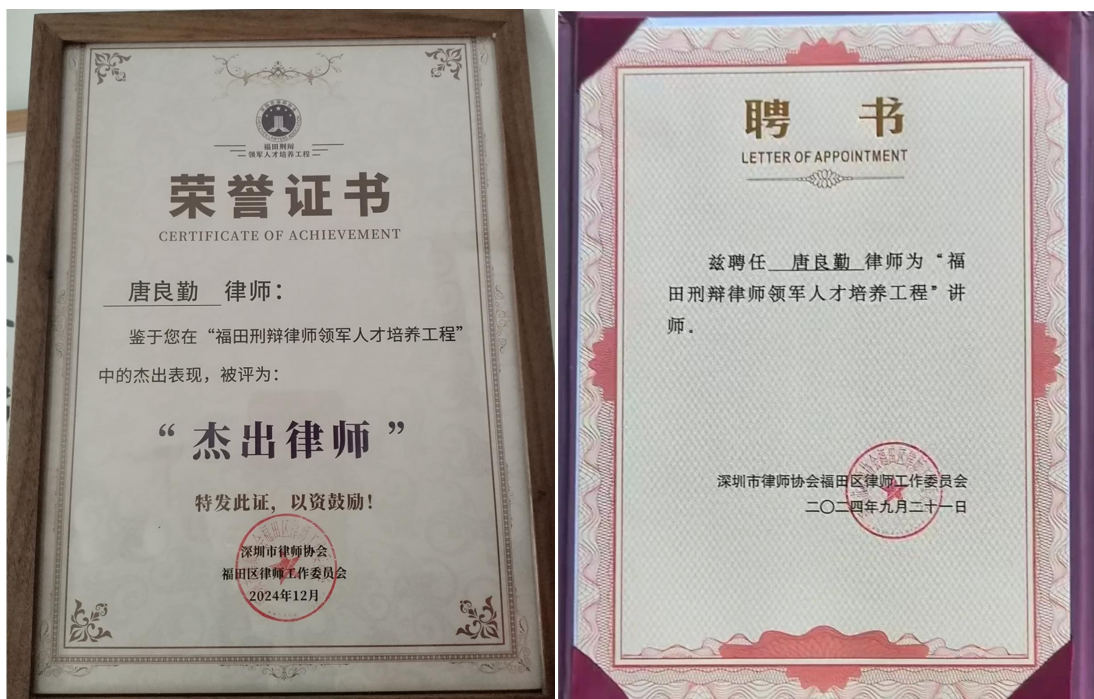 福田刑辩
领军人才培养工程
荣誉证书
CERTIFICATE OF ACHIEVEMENT
唐良勤 律师：
鉴于您在“福田刑辩律师领军人才培养工程”
中的杰出表现，被评为：
“杰出律师”
特发此证，以资鼓励！
深圳市律师协会
福田区律师工作委员会
2024年12月
聘 书
LETTER OF APPOINTMENT
兹聘任 唐良勤 律师为“福
田刑辩律师领军人才培养工程”讲
师。
深圳市律师协会福田区律师工作委员会
二〇二四年九月二十一日